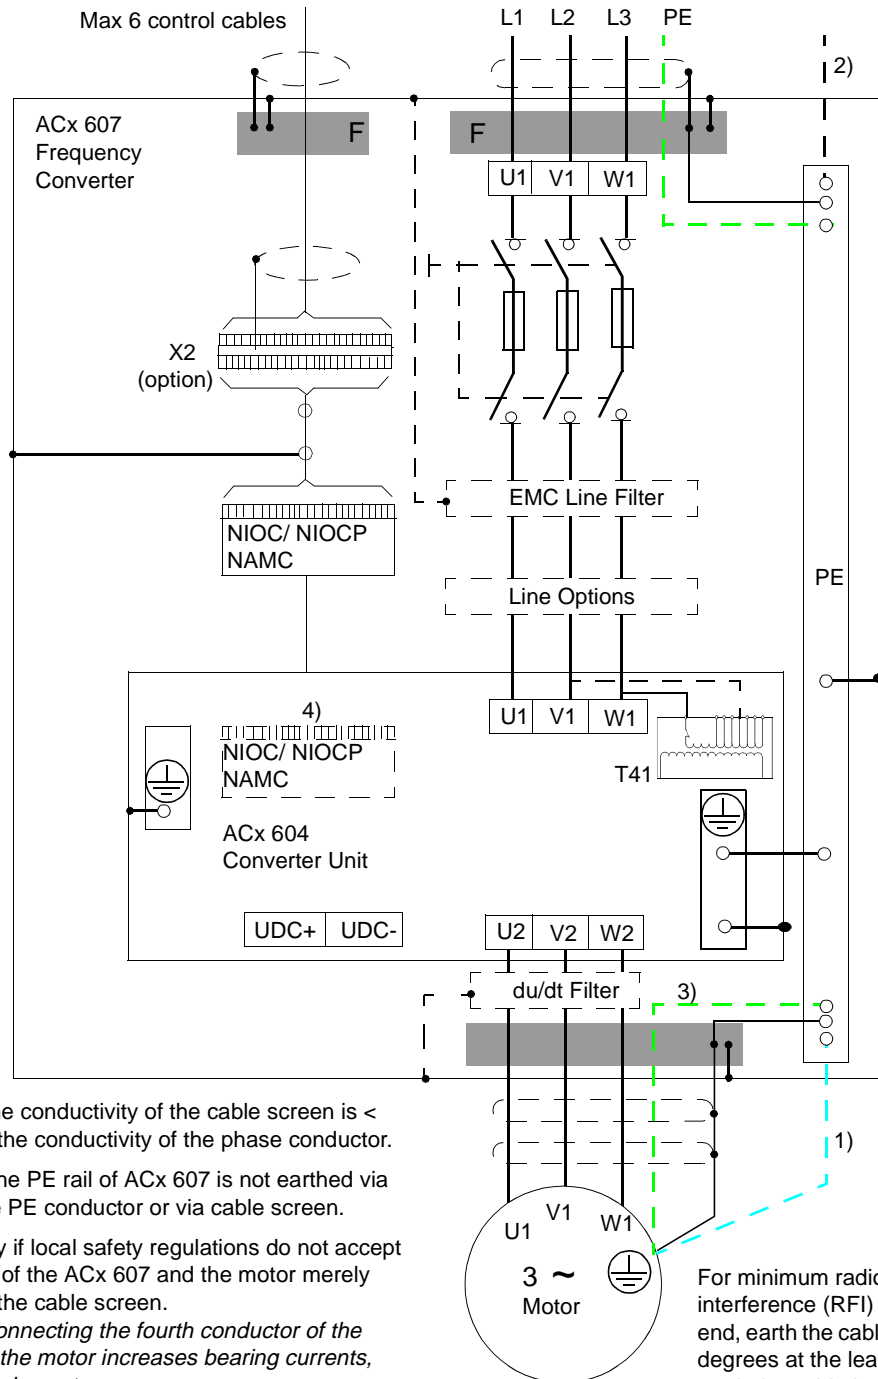 Max 6 control cables
L1 L2 L3 PE
2)
ACx 607
Frequency
Converter
F
F
U1 V1 W1
X2
(option)
EMC Line Filter
NIOC/ NIOCP
NAMC
Line Options
PE
4)
U1 V1 W1
NIOC/ NIOCP
NAMC
T41
ACx 604
Converter Unit
UDC+ UDC-
U2 V2 W2
du/dt Filter
3)
ne conductivity of the cable screen is <
the conductivity of the phase conductor.
1)
ne PE rail of ACx 607 is not earthed via
e PE conductor or via cable screen.
U1 V1 W1
y if local safety regulations do not accept
of the ACx 607 and the motor merely
the cable screen.
onnecting the fourth conductor of the
the motor increases bearing currents,
3 ~
Motor
For minimum radio
interference (RFI)
end, earth the cabl
degrees at the lea